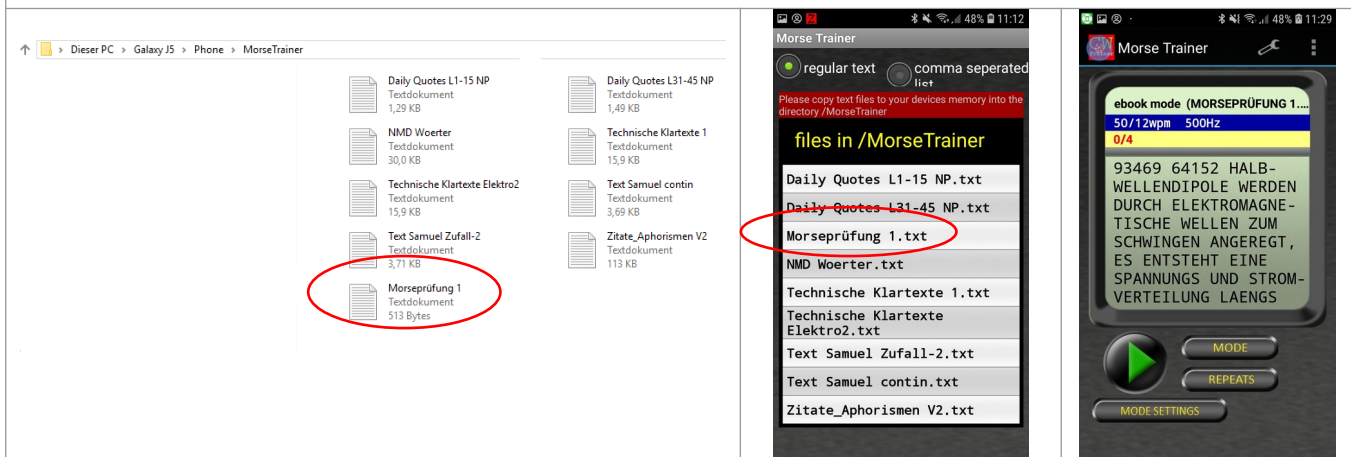 Dieser PC > Galaxy J5 > Phone > MorseTrainer
Daily Quotes L1-15 NP
Textdokument
1,29 KB
Daily Quotes L31-45 NP
Textdokument
1,49 KB
NMD Woerter
Textdokument
30,0 KB
Technische Klartexte 1
Textdokument
15,9 KB
Technische Klartexte Elektro2
Textdokument
15,9 KB
Text Samuel contin
Textdokument
3,69 KB
Text Samuel Zufall-2
Textdokument
3,71 KB
Zitate_Aphorismen V2
Textdokument
113 KB
Morseprüfung 1
Textdokument
513 Bytes
48% 11:12
Morse Trainer
regular text
comma seperated
list
Please copy text files to your devices memory into the
directory /MorseTrainer
files in /MorseTrainer
Daily Quotes L1-15 NP.txt
Daily Quotes L31-45 NP.txt
Morseprüfung 1.txt
NMD Woerter.txt
Technische Klartexte 1.txt
Technische Klartexte
Elektro2.txt
Text Samuel Zufall-2.txt
Text Samuel contin.txt
Zitate_Aphorismen V2.txt
48% 11:29
Morse Trainer
ebook mode (MORSEPRÜFUNG 1....
50/12wpm 500Hz
0/4
93469 64152 HALB-
WELLENDIPOLE WERDEN
DURCH ELEKTROMAGNE-
TISCHE WELLEN ZUM
SCHWINGEN ANGEREGT,
ES ENTSTEHT EINE
SPANNUNGS UND STROM-
VERTEILUNG LAENGS
MODE
REPEATS
MODE SETTINGS